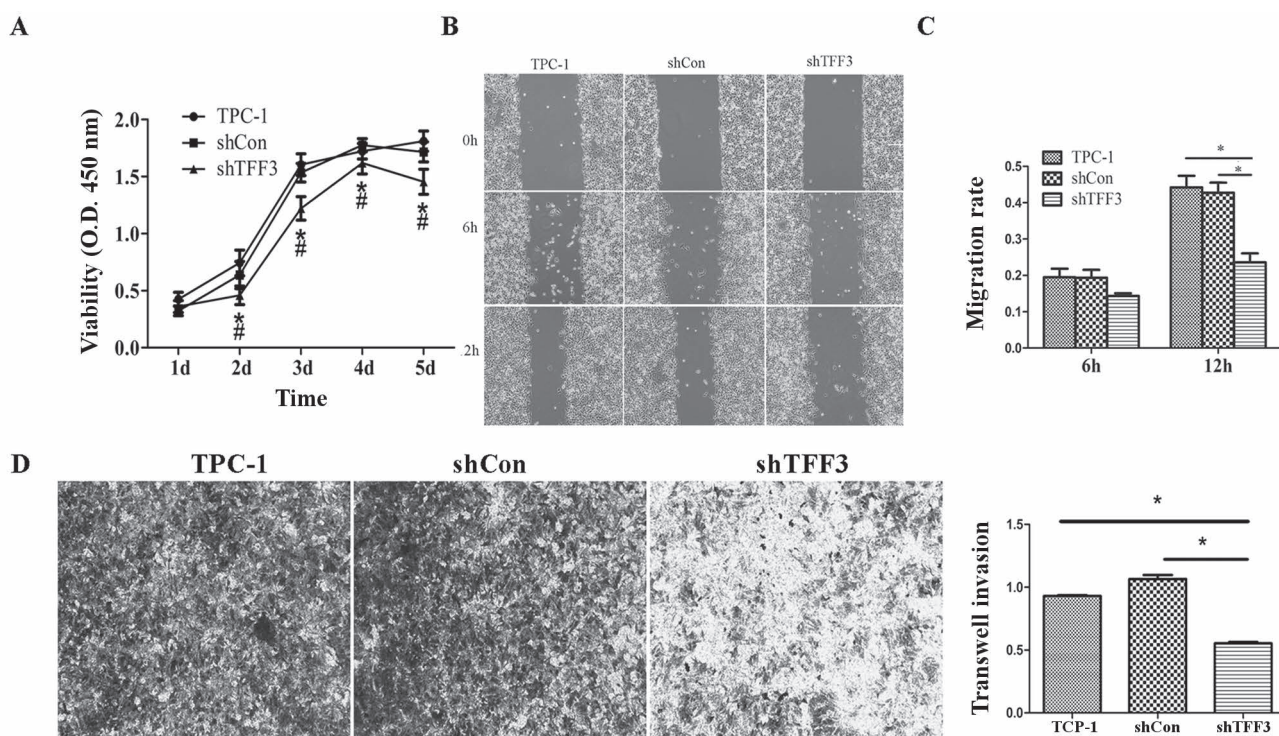 A
B
C
TPC-1
shCon
shTFF3
Viability (O.D. 450 nm)
2.0
1.5
1.0
0.5
0.0
*
#
*
#
*
#
*
#
1d
2d
3d
4d
5d
Time
TPC-1
shCon
shTFF3
0h
6h
2h
Migration rate
TPC-1
shCon
shTFF3
*
*
0.5
0.4
0.3
0.2
0.1
0.0
6h
12h
D
TPC-1
shCon
shTFF3
Transwell invasion
*
*
1.5
1.0
0.5
0.0
TCP-1
shCon
shTFF3